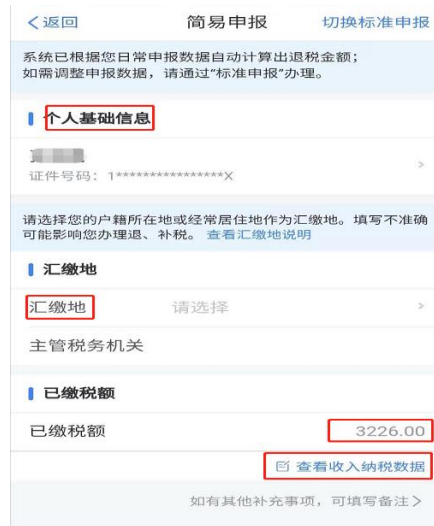 <返回 简易申报 切换标准申报
系统已根据您日常申报数据自动计算出退税金额；
如需调整申报数据，请通过“标准申报”办理。
个人基础信息
证件号码：1****************X
请选择您的户籍所在地或经常居住地作为汇缴地。填写不准确
可能影响您办理退、补税。 查看汇缴地说明
汇缴地
汇缴地 请选择
主管税务机关
已缴税额
已缴税额 3226.00
查看收入纳税数据
如有其他补充事项，可填写备注>